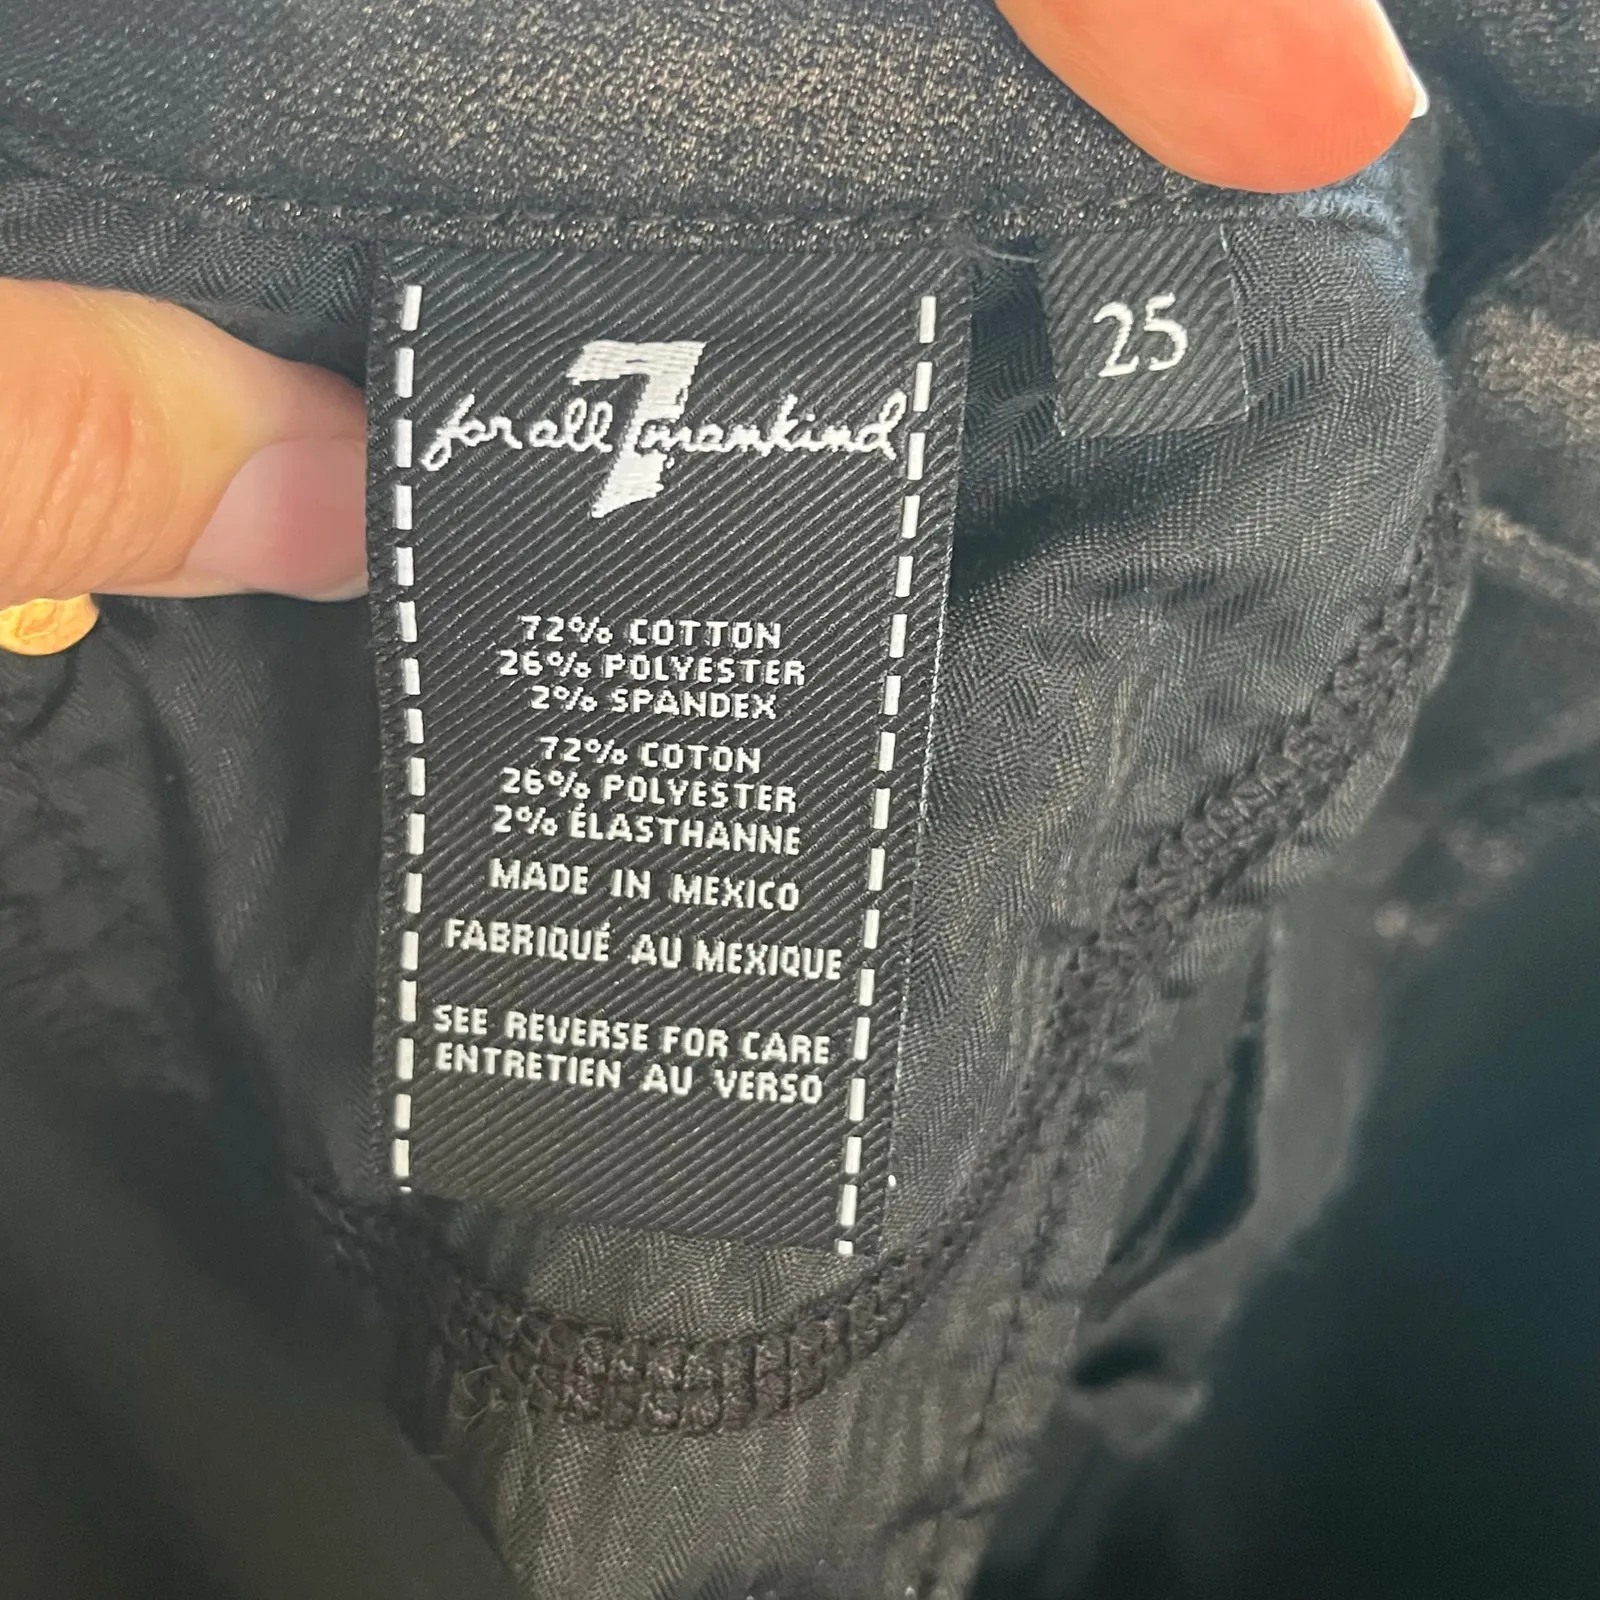 7
for all mankind
25
72% COTTON
26% POLYESTER
2% SPANDEX
72% COTON
26% POLYESTER
2% ÉLASTHANNE
MADE IN MEXICO
FABRIQUÉ AU MEXIQUE
SEE REVERSE FOR CARE
ENTRETIEN AU VERSO